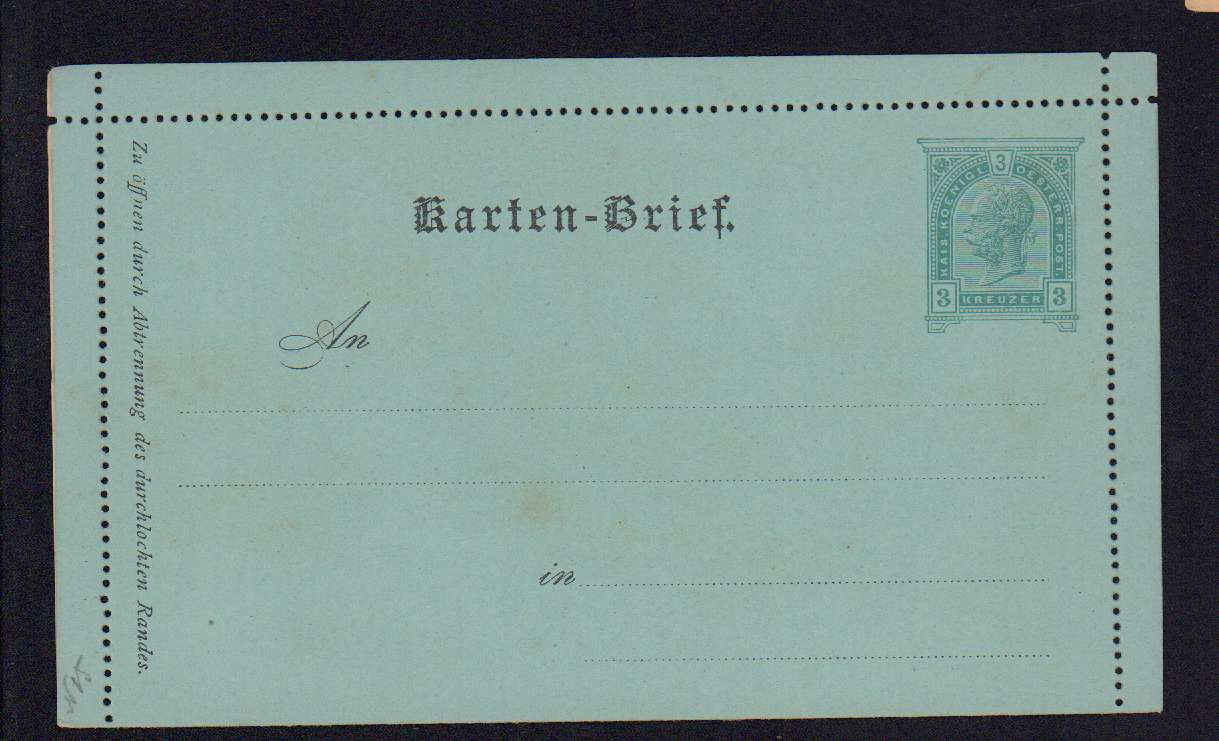 Karten-Brief.
3
KAIS. KOENIGL. OESTERR. POST.
3 KREUZER 3
An
in
Zu öffnen durch Abtrennung des durchlochten Randes.